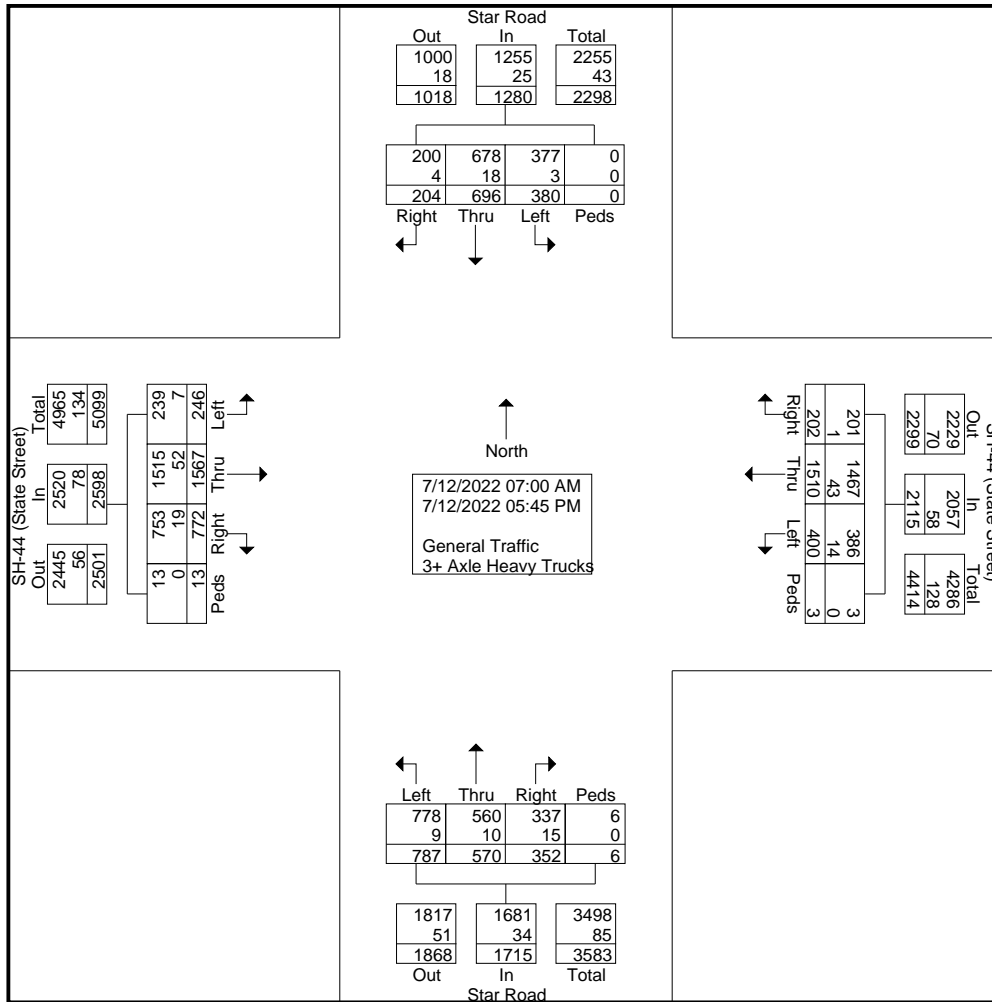 Star Road
Out In Total
1000 1255 2255
18 25 43
1018 1280 2298
200 678 377 0
4 18 3 0
204 696 380 0
Right Thru Left Peds
SH-44 (State Street)
Total In Out
4965 2520 2445
134 78 56
5099 2598 2501
239 1515 753 13
7 52 19 0
246 1567 772 13
Left Thru Right Peds
North
7/12/2022 07:00 AM
7/12/2022 05:45 PM
General Traffic
3+ Axle Heavy Trucks
Right Thru Left Peds
201 1467 386 3
1 43 14 0
202 1510 400 3
Out In Total
2229 2057 4286
70 58 128
2299 2115 4414
SH-44 (State Street)
Left Thru Right Peds
778 560 337 6
9 10 15 0
787 570 352 6
1817 1681 3498
51 34 85
1868 1715 3583
Out In Total
Star Road